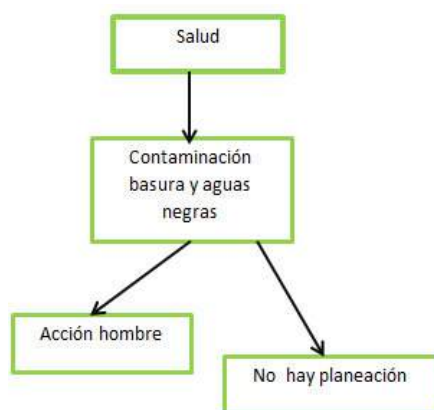 Salud
Contaminación
basura y aguas
negras
Acción hombre
No hay planeación